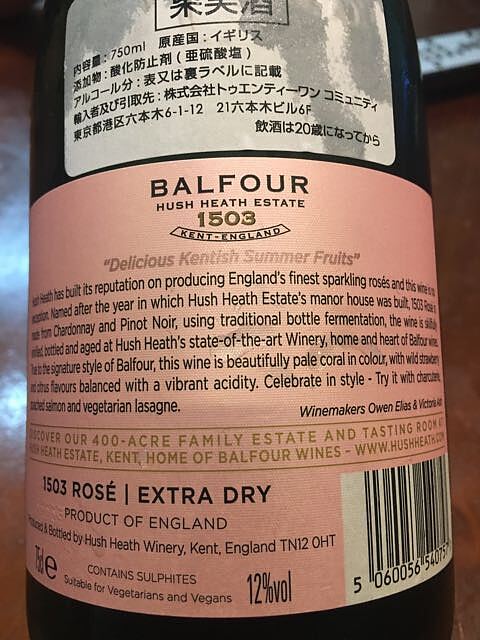 果実酒
内容量:750ml 原産国:イギリス
添加物:酸化防止剤(亜硫酸塩)
アルコール分:表又は裏ラベルに記載
輸入者及び引取先:株式会社トゥエンティーワン コミュニティ
東京都港区六本木6-1-12 21六本木ビル6F
飲酒は20歳になってから
BALFOUR
HUSH HEATH ESTATE
1503
KENT-ENGLAND
"Delicious Kentish Summer Fruits"
Hush Heath has built its reputation on producing England's finest sparkling rosés and this wine is no
Named after the year in which Hush Heath Estate's manor house was built, 1503 Rosé is
made from Chardonnay and Pinot Noir, using traditional bottle fermentation, the wine is skilfully
bottled and aged at Hush Heath's state-of-the-art Winery, home and heart of Balfour wines.
True to the signature style of Balfour, this wine is beautifully pale coral in colour, with wild strawberry
and citrus flavours balanced with a vibrant acidity. Celebrate in style - Try it with charcuterie,
poached salmon and vegetarian lasagne.
Winemakers Owen Elias & Victoria Ash
DISCOVER OUR 400-ACRE FAMILY ESTATE AND TASTING ROOM AT
HUSH HEATH ESTATE, KENT, HOME OF BALFOUR WINES - WWW.HUSHHEATH.COM
1503 ROSÉ | EXTRA DRY
PRODUCT OF ENGLAND
Produced & Bottled by Hush Heath Winery, Kent, England TN12 0HT
75cl e
CONTAINS SULPHITES
Suitable for Vegetarians and Vegans
12%vol
5 060056 54075